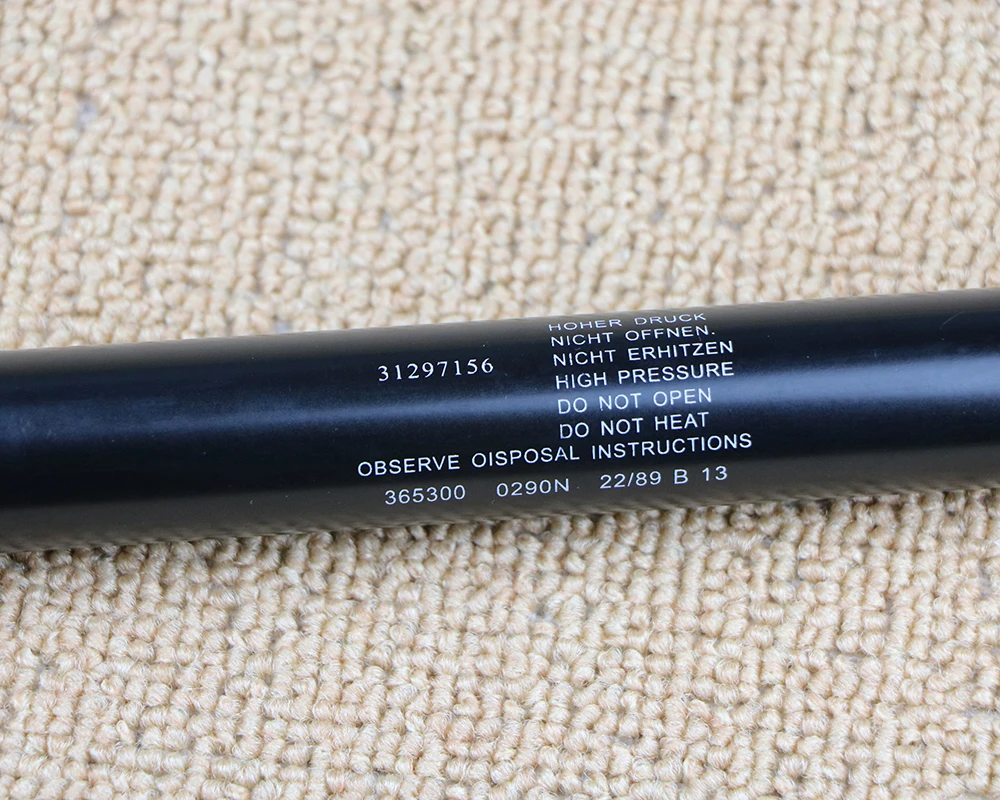 HOHER DRUCK
NICHT OFFNEN.
NICHT ERHITZEN
31297156
HIGH PRESSURE
DO NOT OPEN
DO NOT HEAT
OBSERVE OISPOSAL INSTRUCTIONS
365300 0290N 22/89 B 13